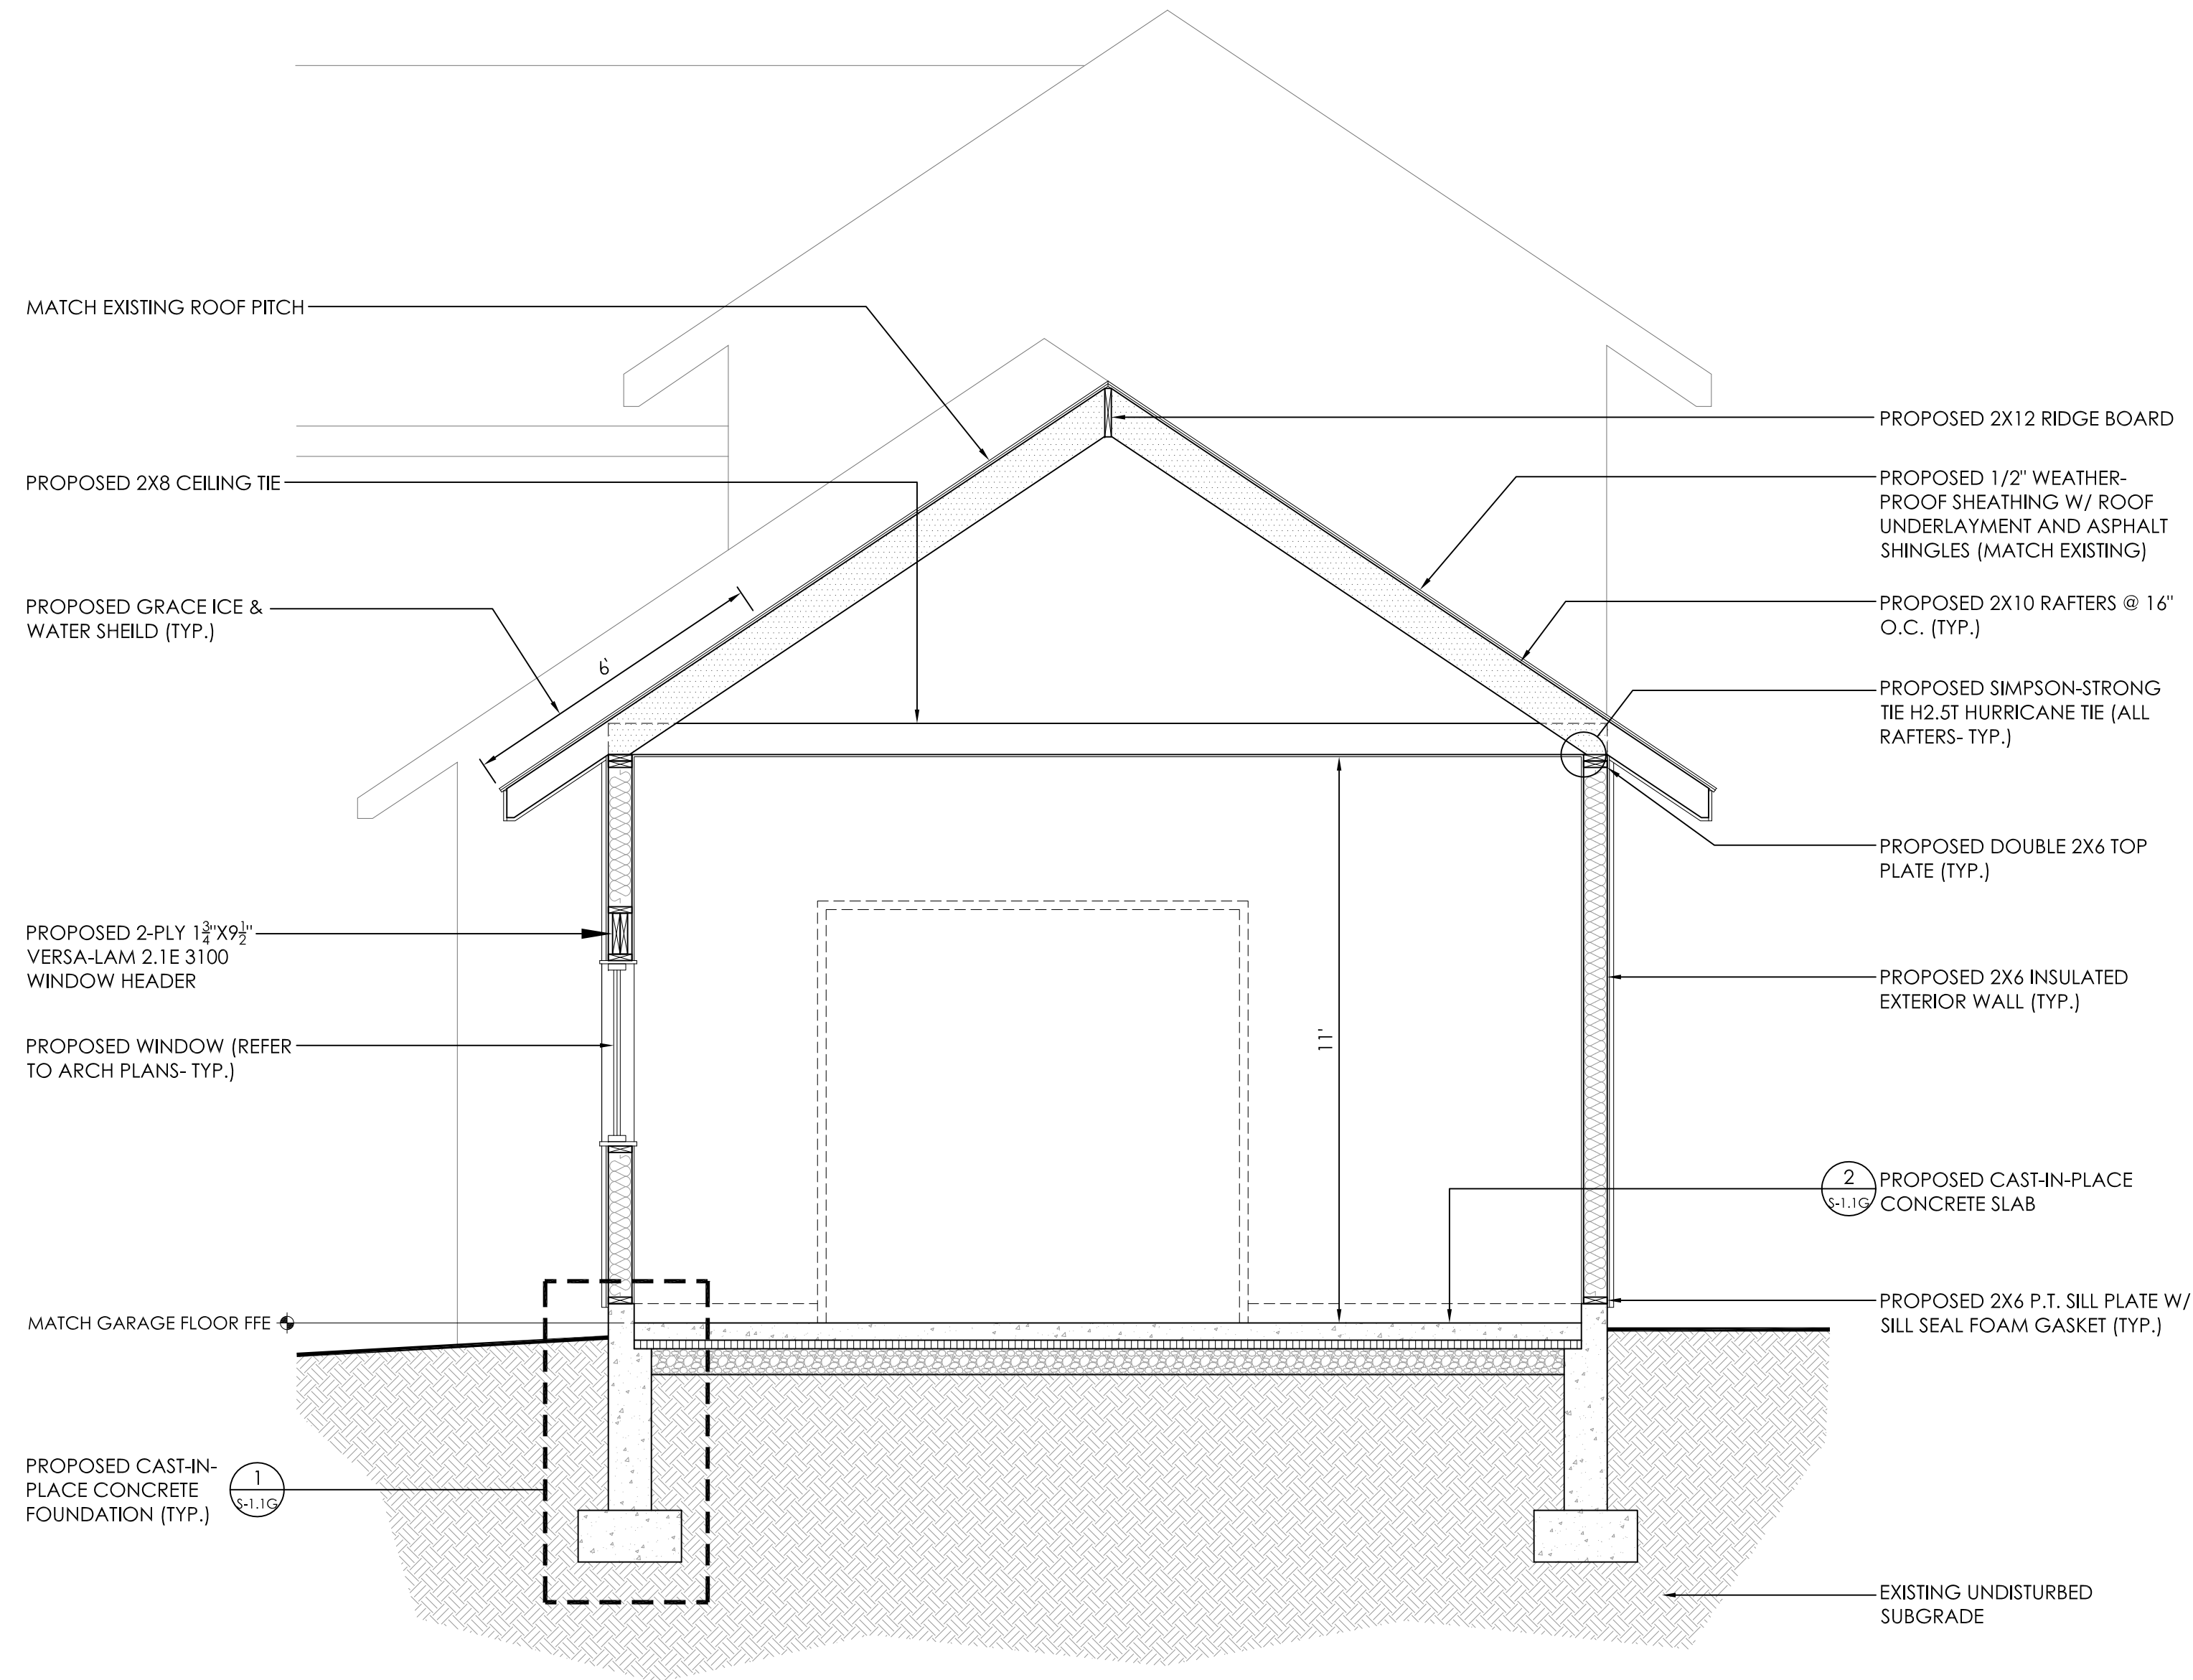 MATCH EXISTING ROOF PITCH
PROPOSED 2X8 CEILING TIE
PROPOSED GRACE ICE &
WATER SHEILD (TYP.)
6'
PROPOSED 2-PLY 1 3/4"X9 1/2"
VERSA-LAM 2.1E 3100
WINDOW HEADER
PROPOSED WINDOW (REFER
TO ARCH PLANS- TYP.)
MATCH GARAGE FLOOR FFE
PROPOSED CAST-IN-
PLACE CONCRETE
FOUNDATION (TYP.)
1
S-1.1G
11'
PROPOSED 2X12 RIDGE BOARD
PROPOSED 1/2" WEATHER-
PROOF SHEATHING W/ ROOF
UNDERLAYMENT AND ASPHALT
SHINGLES (MATCH EXISTING)
PROPOSED 2X10 RAFTERS @ 16"
O.C. (TYP.)
PROPOSED SIMPSON-STRONG
TIE H2.5T HURRICANE TIE (ALL
RAFTERS- TYP.)
PROPOSED DOUBLE 2X6 TOP
PLATE (TYP.)
PROPOSED 2X6 INSULATED
EXTERIOR WALL (TYP.)
2
S-1.1G
PROPOSED CAST-IN-PLACE
CONCRETE SLAB
PROPOSED 2X6 P.T. SILL PLATE W/
SILL SEAL FOAM GASKET (TYP.)
EXISTING UNDISTURBED
SUBGRADE